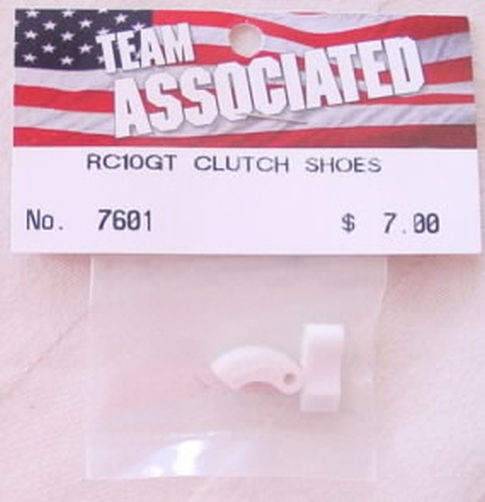 TEAM
ASSOCIATED
RC10GT CLUTCH SHOES
No. 7601 $ 7.00